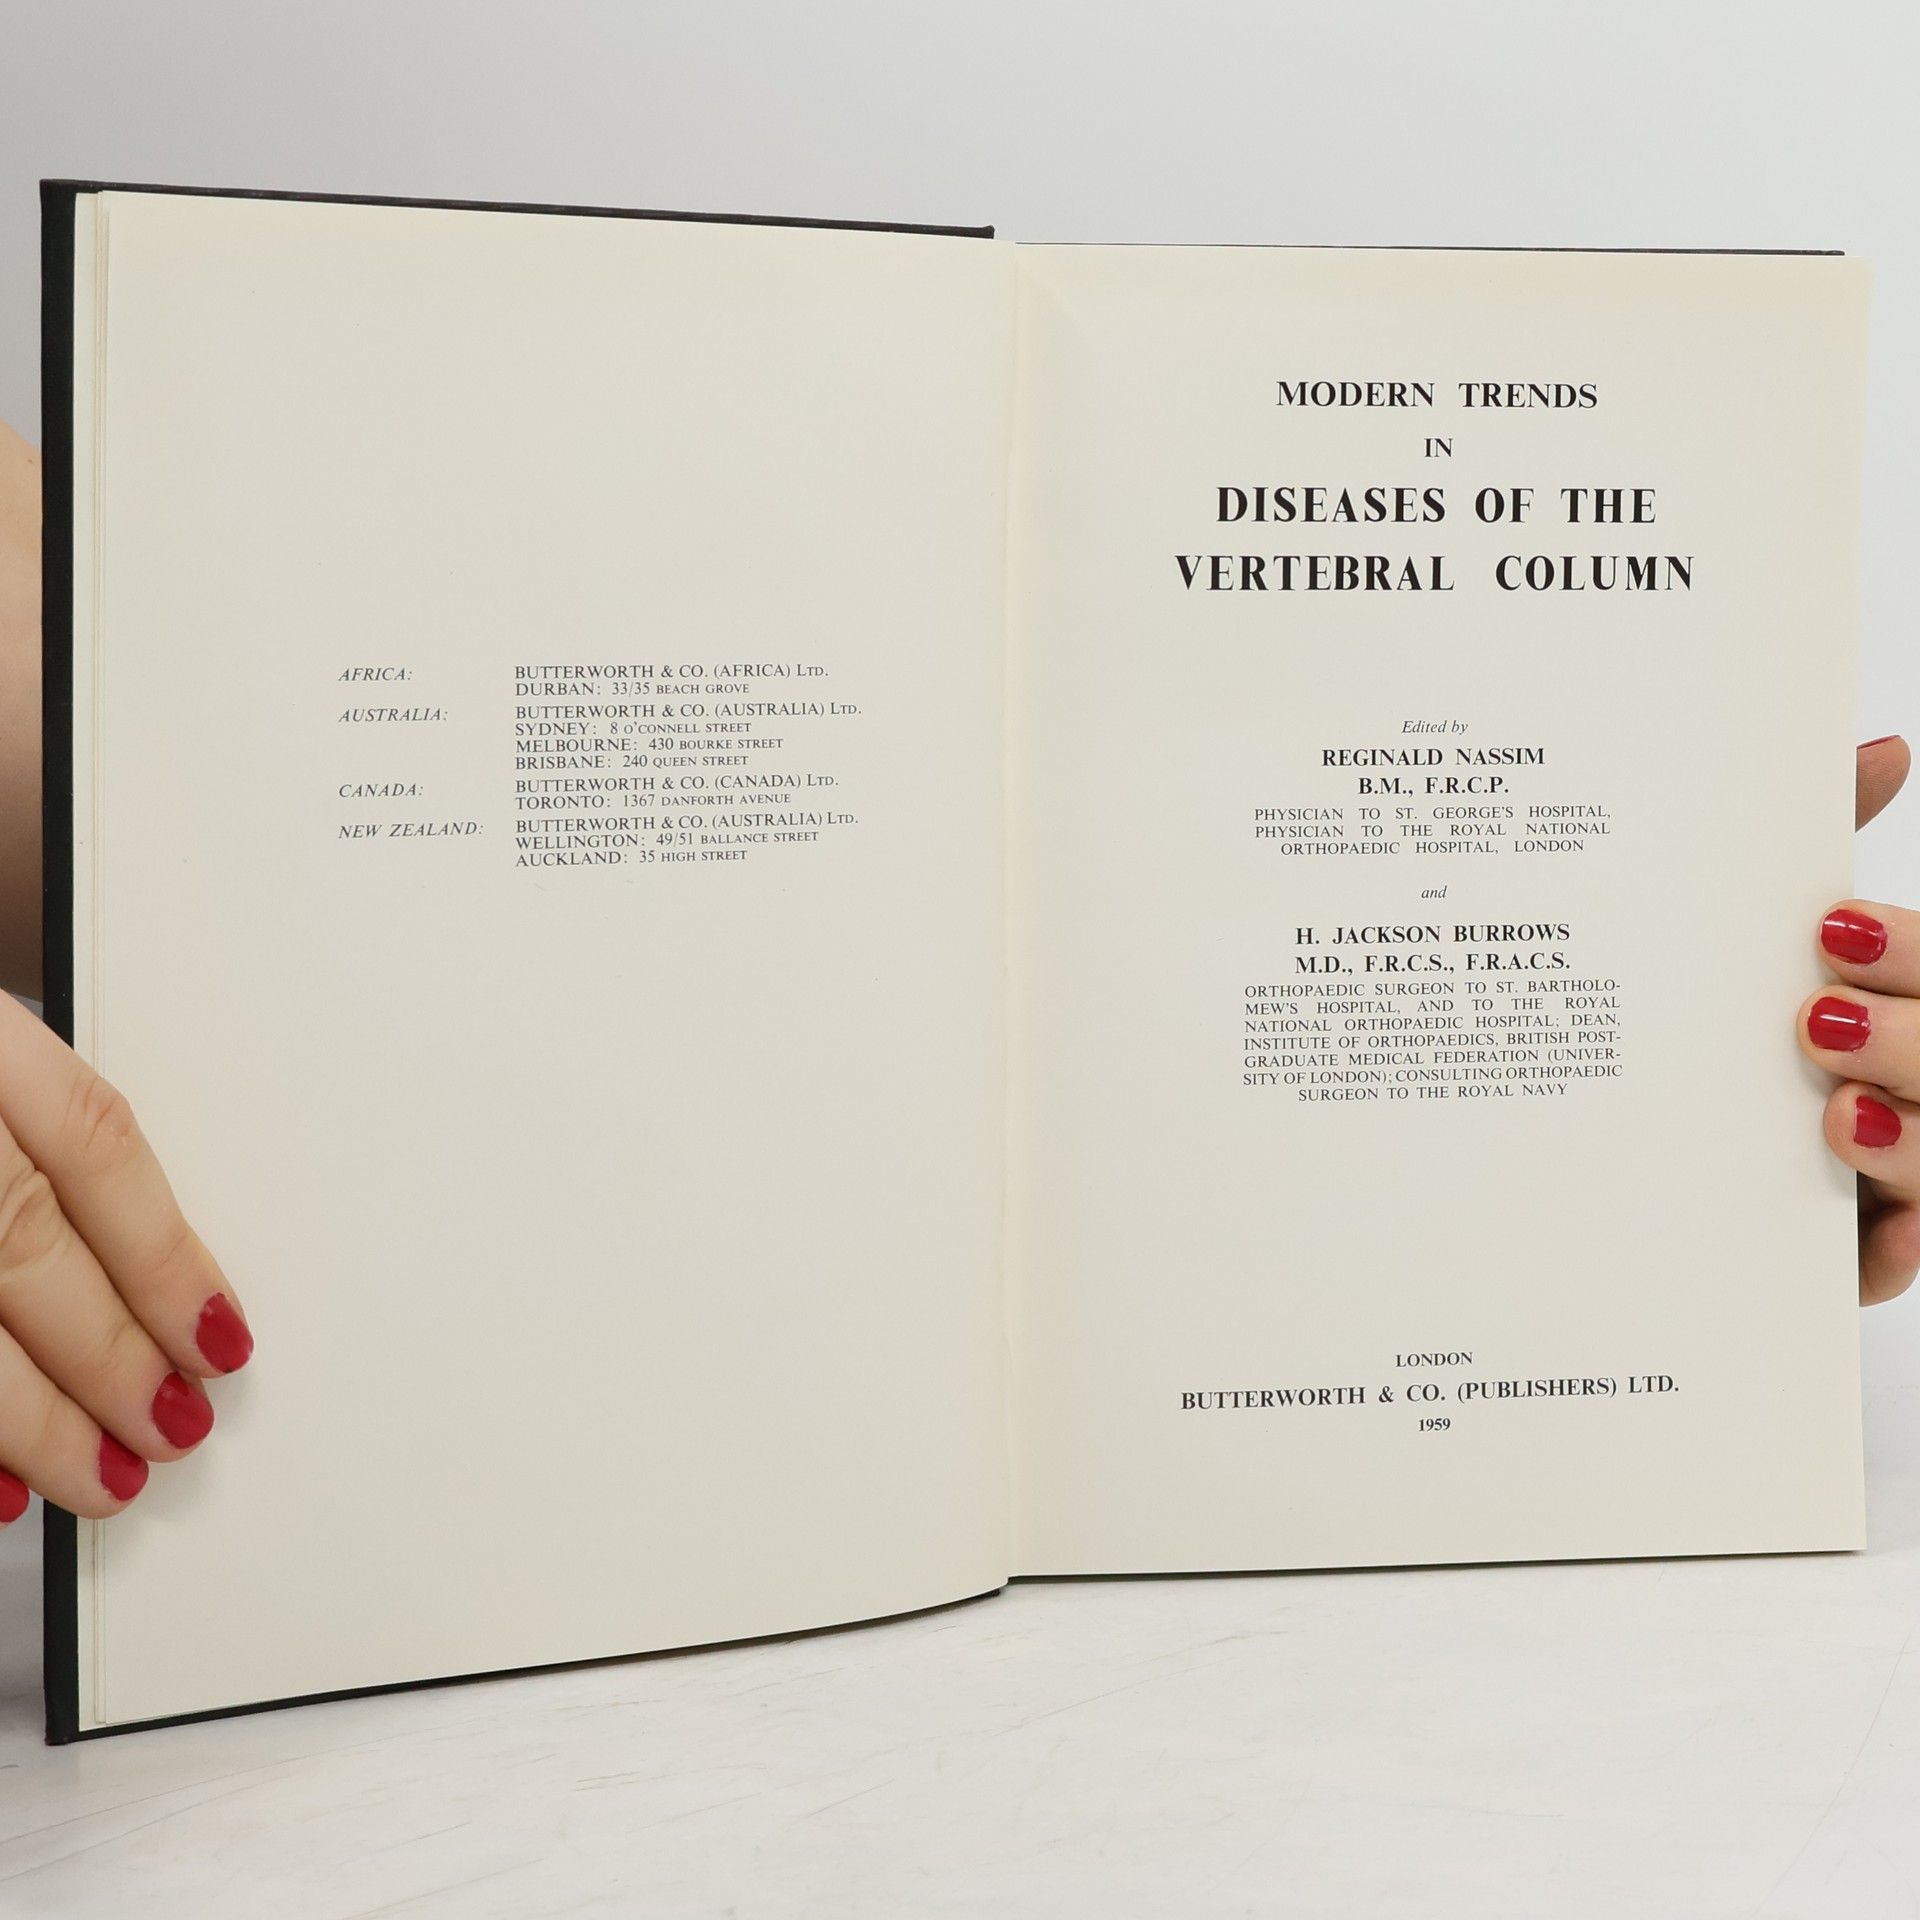 AFRICA: BUTTERWORTH & CO. (AFRICA) LTD.
DURBAN: 33/35 BEACH GROVE
AUSTRALIA: BUTTERWORTH & CO. (AUSTRALIA) LTD.
SYDNEY: 8 O'CONNELL STREET
MELBOURNE: 430 BOURKE STREET
BRISBANE: 240 QUEEN STREET
CANADA: BUTTERWORTH & CO. (CANADA) LTD.
TORONTO: 1367 DANFORTH AVENUE
NEW ZEALAND: BUTTERWORTH & CO. (AUSTRALIA) LTD.
WELLINGTON: 49/51 BALLANCE STREET
AUCKLAND: 35 HIGH STREET
MODERN TRENDS
IN
DISEASES OF THE
VERTEBRAL COLUMN
Edited by
REGINALD NASSIM
B.M., F.R.C.P.
PHYSICIAN TO ST. GEORGE'S HOSPITAL,
PHYSICIAN TO THE ROYAL NATIONAL
ORTHOPAEDIC HOSPITAL, LONDON
and
H. JACKSON BURROWS
M.D., F.R.C.S., F.R.A.C.S.
ORTHOPAEDIC SURGEON TO ST. BARTHOLO-
MEW'S HOSPITAL, AND TO THE ROYAL
NATIONAL ORTHOPAEDIC HOSPITAL; DEAN,
INSTITUTE OF ORTHOPAEDICS, BRITISH POST-
GRADUATE MEDICAL FEDERATION (UNIVER-
SITY OF LONDON); CONSULTING ORTHOPAEDIC
SURGEON TO THE ROYAL NAVY
LONDON
BUTTERWORTH & CO. (PUBLISHERS) LTD.
1959